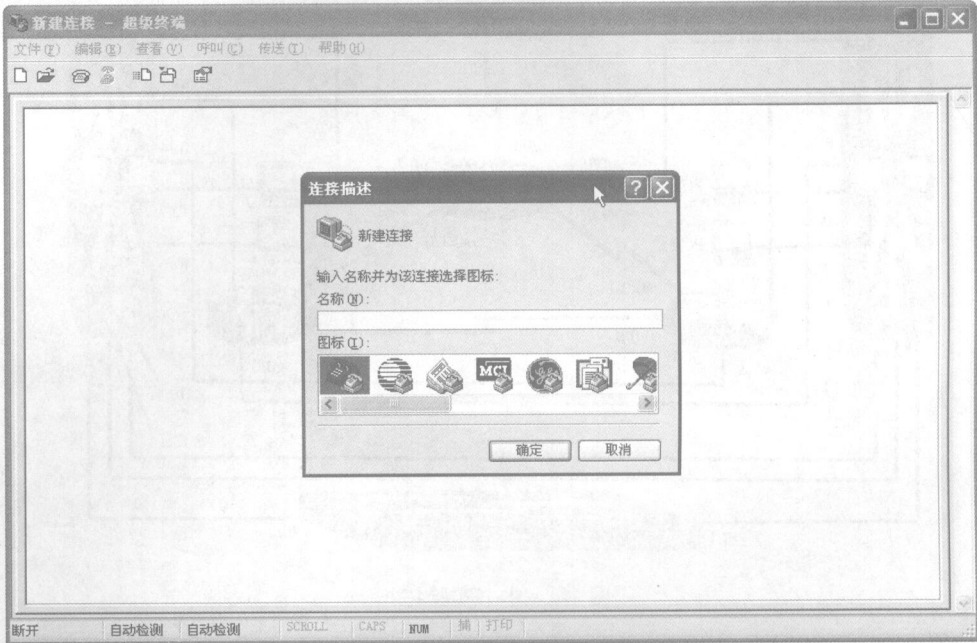 新建连接 - 超级终端
文件(F) 编辑(E) 查看(V) 呼叫(C) 传送(T) 帮助(H)
连接描述
新建连接
输入名称并为该连接选择图标:
名称(N):
图标(I):
MCI
确定 取消
断开 自动检测 自动检测 SCROLL CAPS NUM 捕 打印